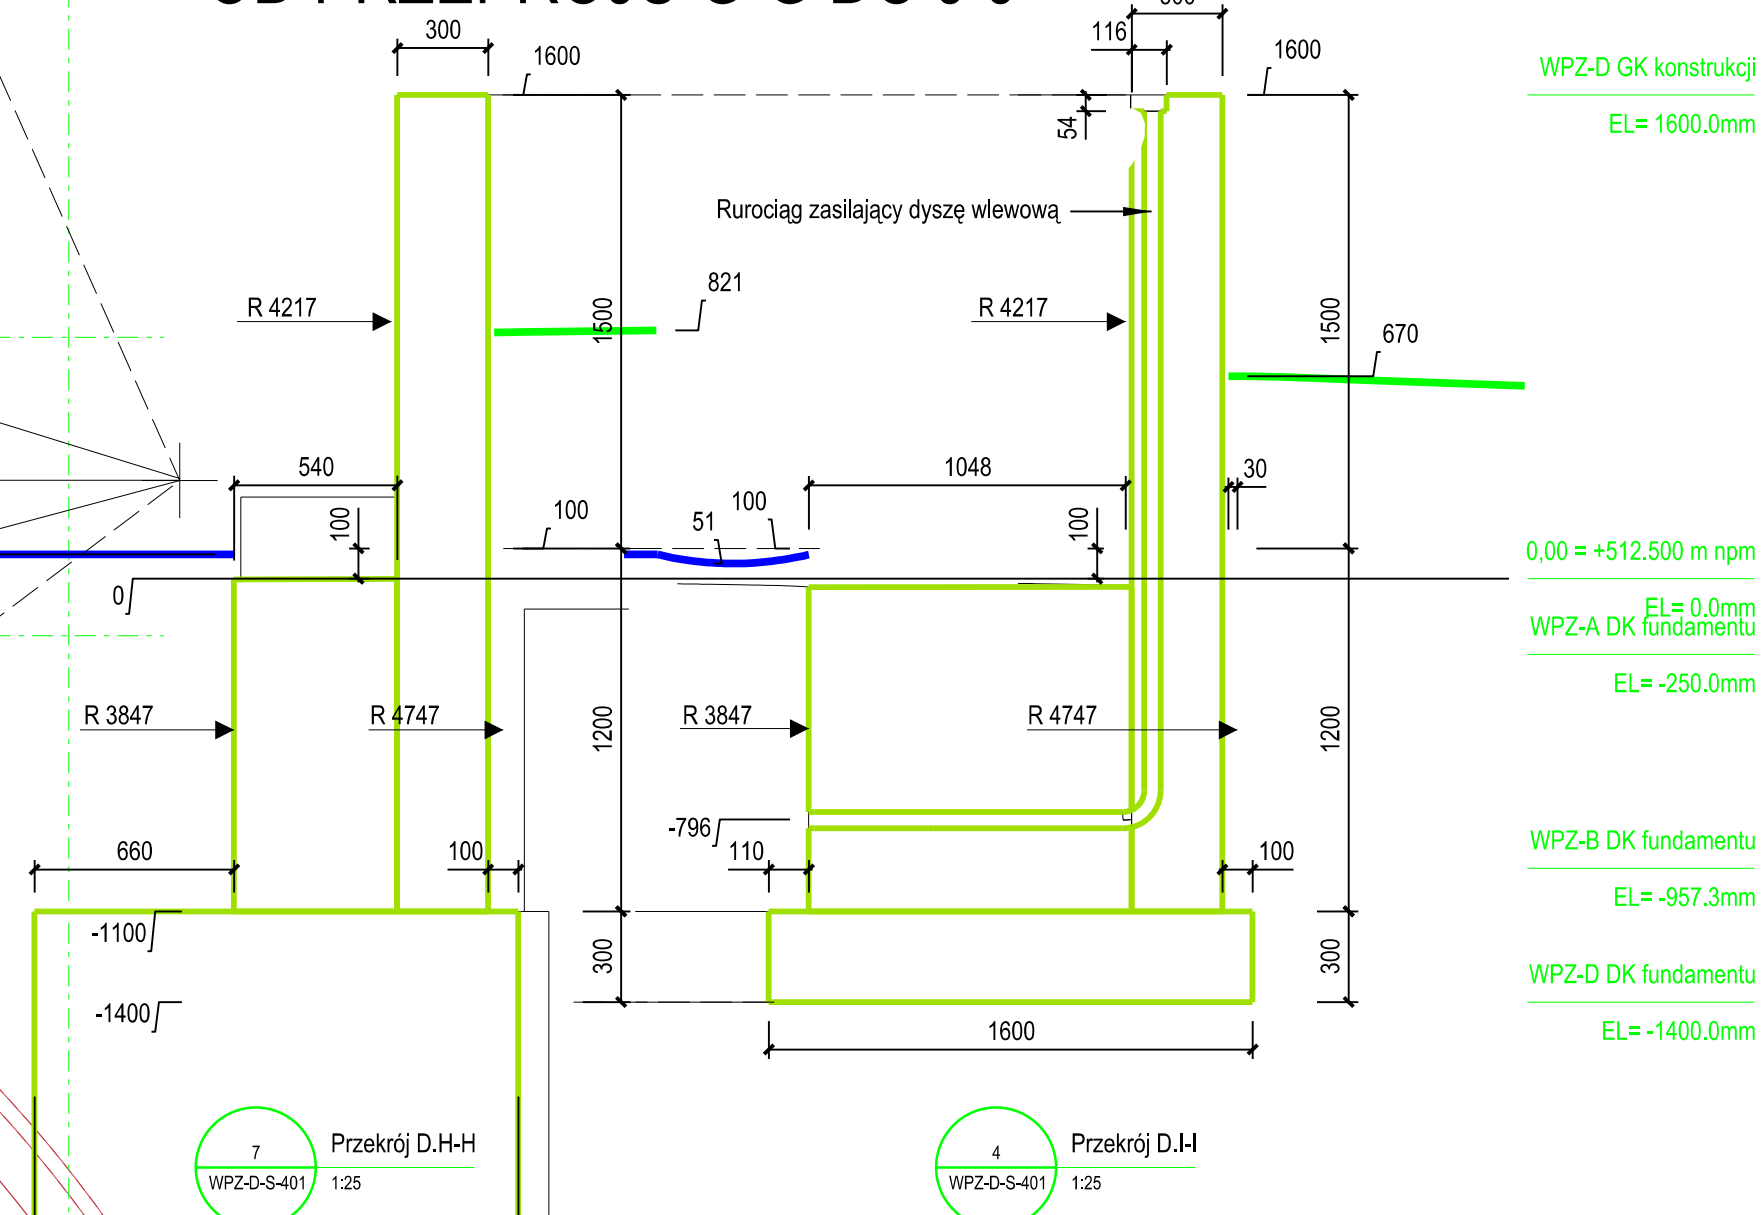 300
1600
116
1600
54
Rurociąg zasilający dyszę wlewową
821
R 4217
1500
R 4217
1500
670
540
100
100
51
100
1048
100
30
0
R 3847
R 4747
1200
R 3847
R 4747
1200
-796
660
100
110
100
-1100
300
300
-1400
1600
7
WPZ-D-S-401
Przekrój D.H-H
1:25
4
WPZ-D-S-401
Przekrój D.I-I
1:25
WPZ-D GK konstrukcji
EL= 1600.0mm
0,00 = +512.500 m npm
EL= 0.0mm
WPZ-A DK fundamentu
EL= -250.0mm
WPZ-B DK fundamentu
EL= -957.3mm
WPZ-D DK fundamentu
EL= -1400.0mm